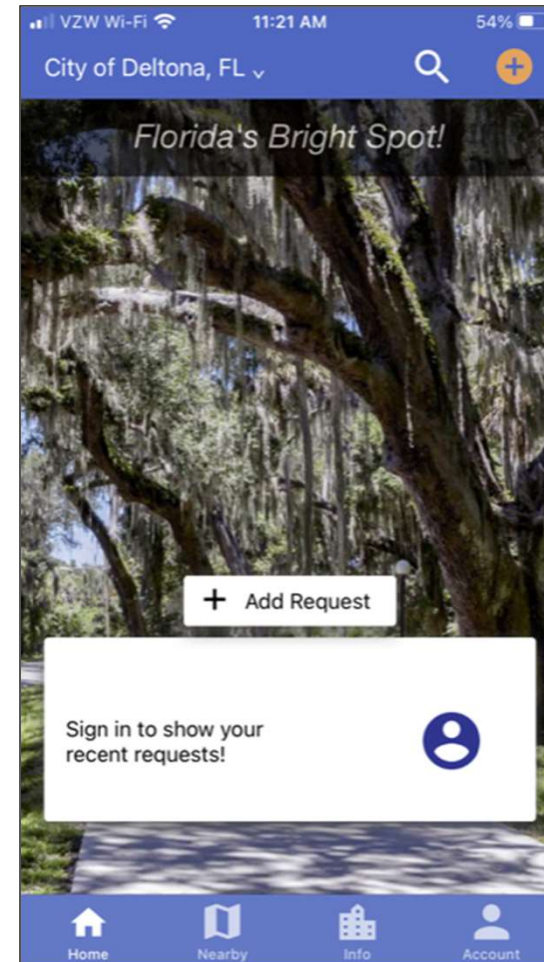 VZW Wi-Fi 11:21 AM 54%
City of Deltona, FL
Florida's Bright Spot!
+ Add Request
Sign in to show your
recent requests!
Home Nearby Info Account